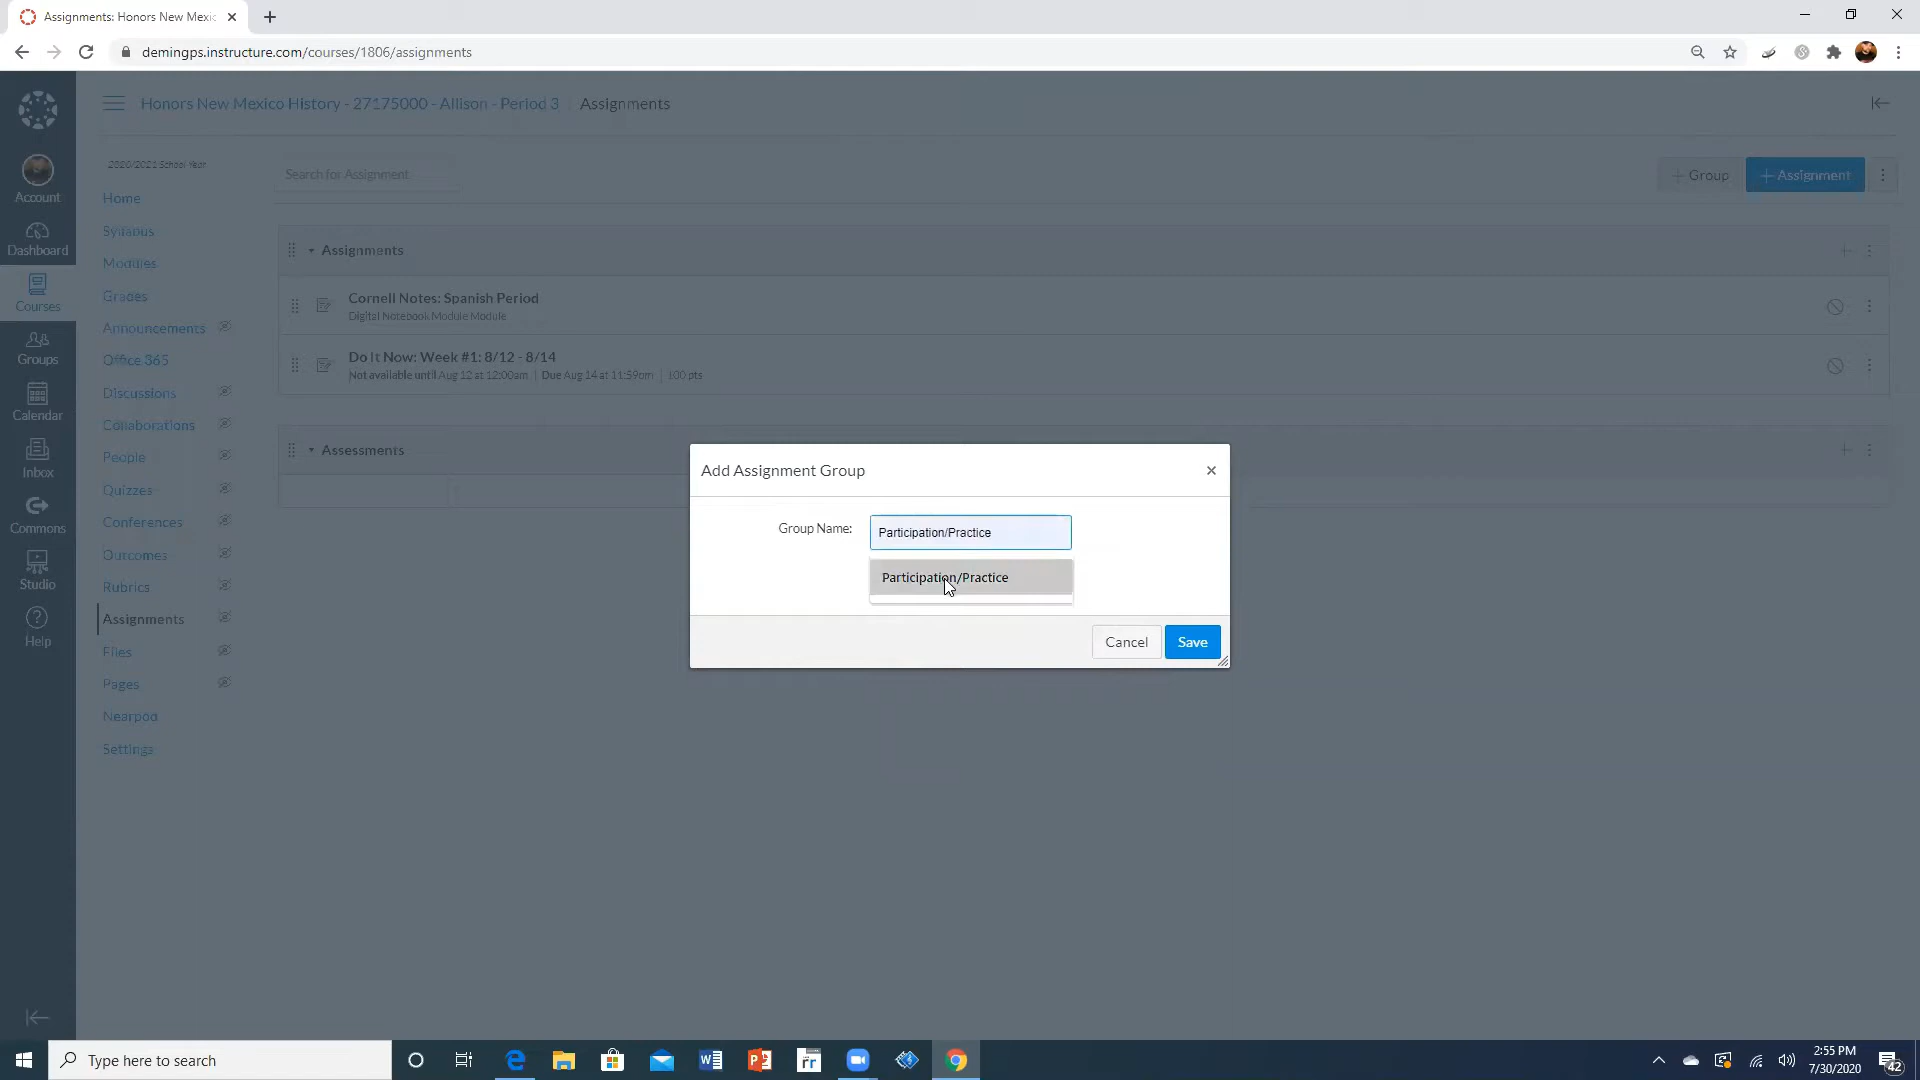 Assignments: Honors New Mexic
demingps.instructure.com/courses/1806/assignments
Honors New Mexico History - 27175000 - Allison - Period 3
Assignments
2020/2021 School Year
Search for Assignment
+ Group
+ Assignment
Account
Dashboard
Courses
Groups
Calendar
Inbox
Commons
Studio
Help
Home
Syllabus
Modules
Grades
Announcements
Office 365
Discussions
Collaborations
People
Quizzes
Conferences
Outcomes
Rubrics
Assignments
Files
Pages
Nearpod
Settings
Assignments
Cornell Notes: Spanish Period
Digital Notebook Module Module
Do It Now: Week #1: 8/12 - 8/14
Not available until Aug 12 at 12:00am | Due Aug 14 at 11:59am | 100 pts
Assessments
Add Assignment Group
Group Name:
Participation/Practice
Participation/Practice
Cancel
Save
Type here to search
2:55 PM
7/30/2020
42